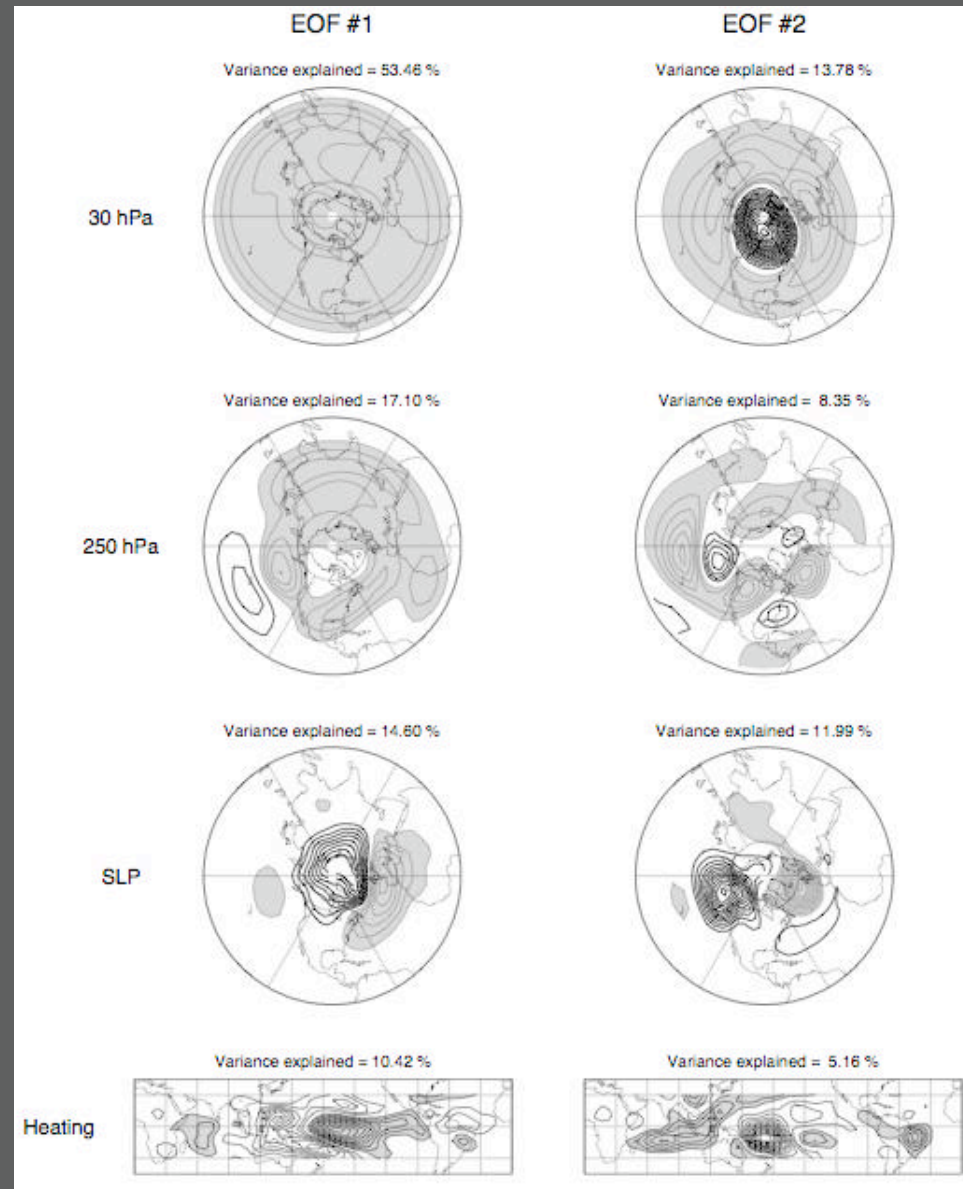 EOF #1 EOF #2
Variance explained = 53.46 % Variance explained = 13.78 %
30 hPa
Variance explained = 17.10 % Variance explained = 8.35 %
250 hPa
Variance explained = 14.60 % Variance explained = 11.99 %
SLP
Variance explained = 10.42 % Variance explained = 5.16 %
Heating